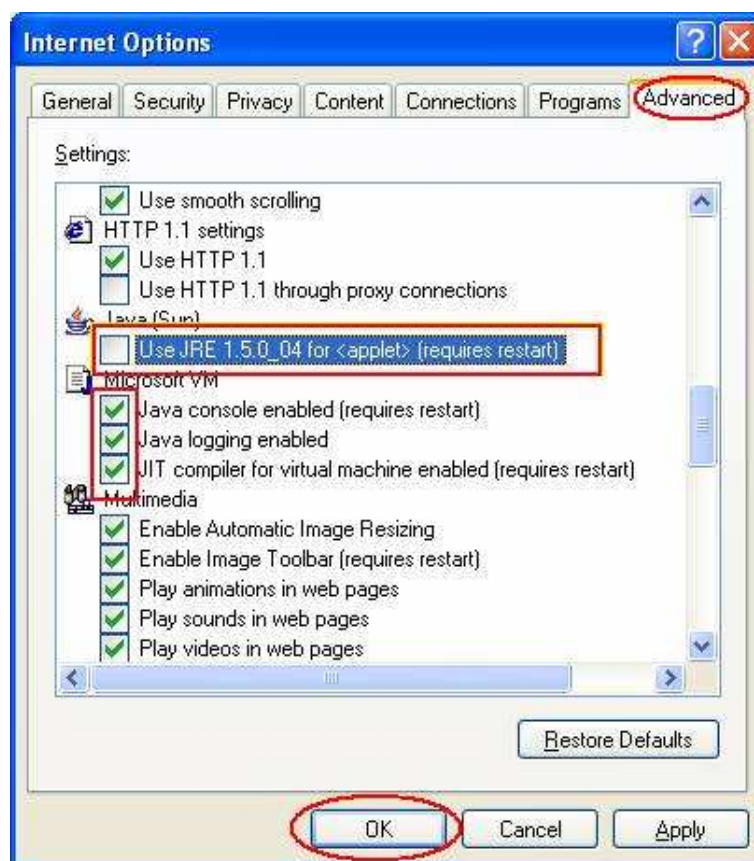 Internet Options
General Security Privacy Content Connections Programs Advanced
Settings:
Use smooth scrolling
HTTP 1.1 settings
Use HTTP 1.1
Use HTTP 1.1 through proxy connections
Java (Sun)
Use JRE 1.5.0_04 for <applet> (requires restart)
Microsoft VM
Java console enabled (requires restart)
Java logging enabled
JIT compiler for virtual machine enabled (requires restart)
Multimedia
Enable Automatic Image Resizing
Enable Image Toolbar (requires restart)
Play animations in web pages
Play sounds in web pages
Play videos in web pages
Restore Defaults
OK Cancel Apply